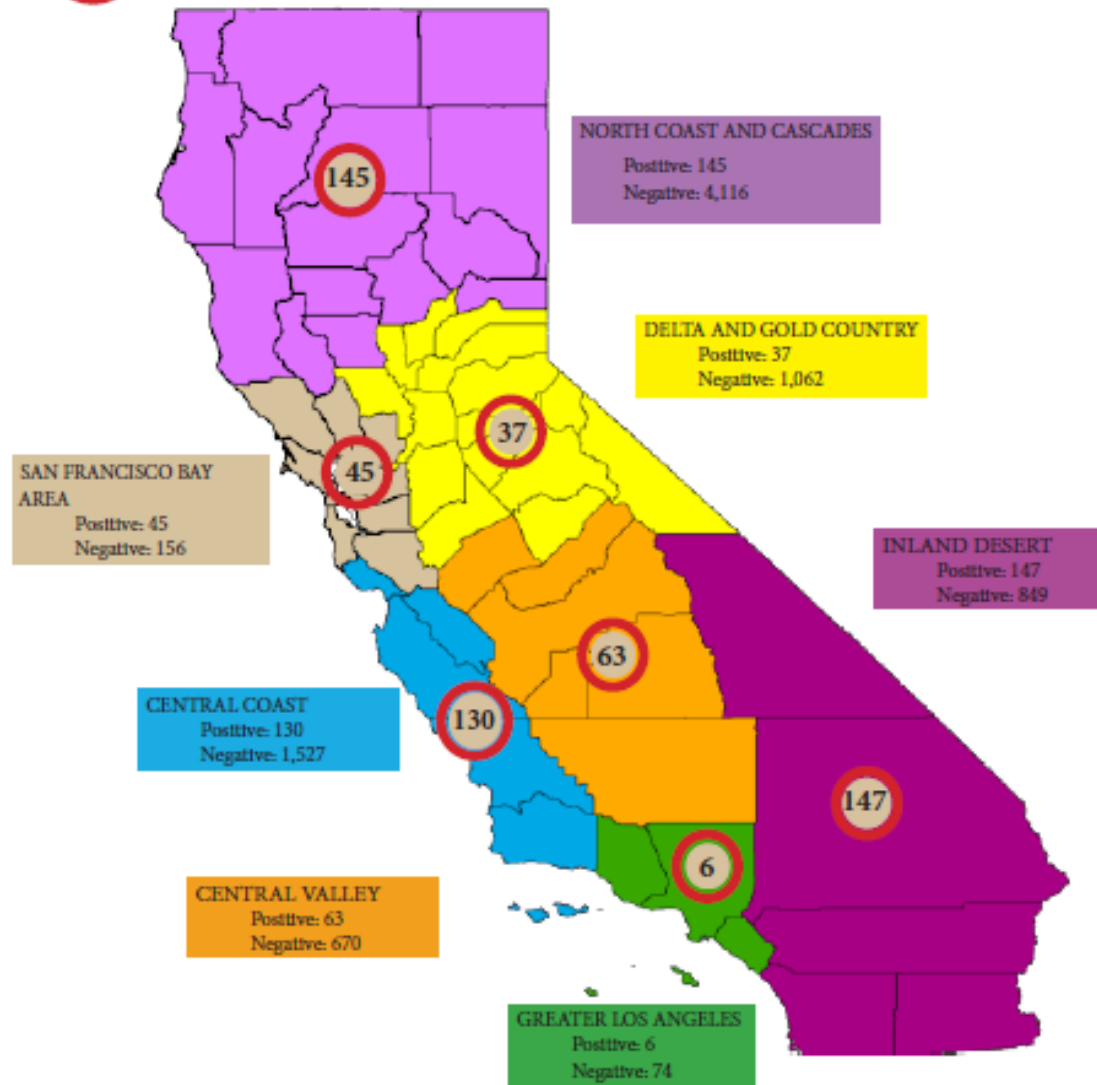 NORTH COAST AND CASCADES
Positive: 145
Negative: 4,116
145
DELTA AND GOLD COUNTRY
Positive: 37
Negative: 1,062
37
SAN FRANCISCO BAY
AREA
Positive: 45
Negative: 156
45
INLAND DESERT
Positive: 147
Negative: 849
63
CENTRAL COAST
Positive: 130
Negative: 1,527
130
147
6
CENTRAL VALLEY
Positive: 63
Negative: 670
GREATER LOS ANGELES
Positive: 6
Negative: 74